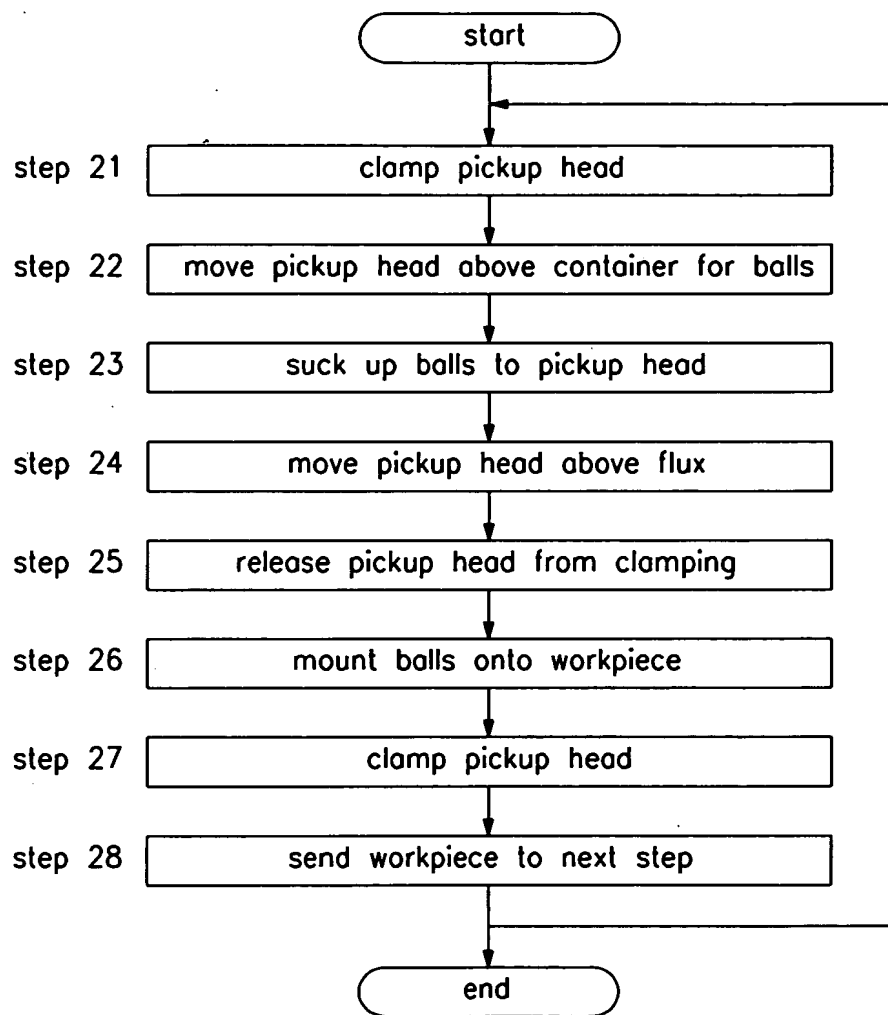 start
step 21 clamp pickup head
step 22 move pickup head above container for balls
step 23 suck up balls to pickup head
step 24 move pickup head above flux
step 25 release pickup head from clamping
step 26 mount balls onto workpiece
step 27 clamp pickup head
step 28 send workpiece to next step
end